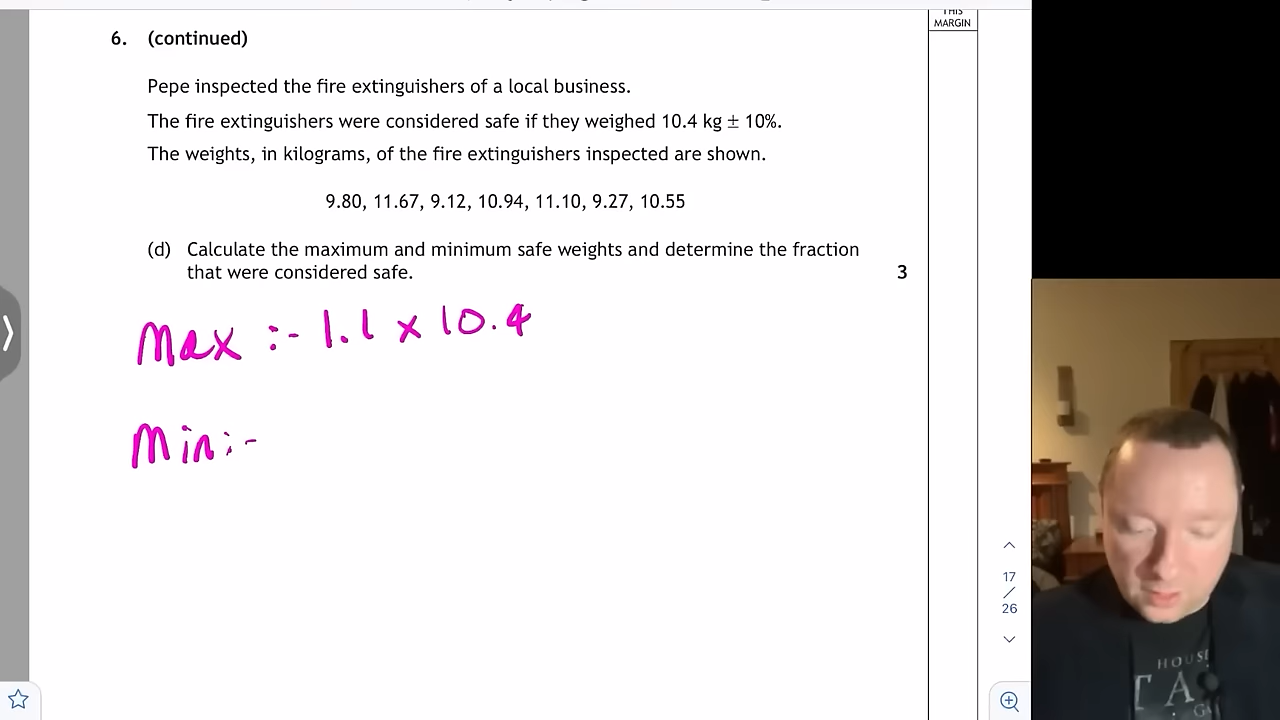 THIS
MARGIN
6. (continued)
Pepe inspected the fire extinguishers of a local business.
The fire extinguishers were considered safe if they weighed 10.4 kg ± 10%.
The weights, in kilograms, of the fire extinguishers inspected are shown.
9.80, 11.67, 9.12, 10.94, 11.10, 9.27, 10.55
(d) Calculate the maximum and minimum safe weights and determine the fraction
that were considered safe.
3
Max :- 1.1 x 10.4
Min :-
17
/
26
HOUSE